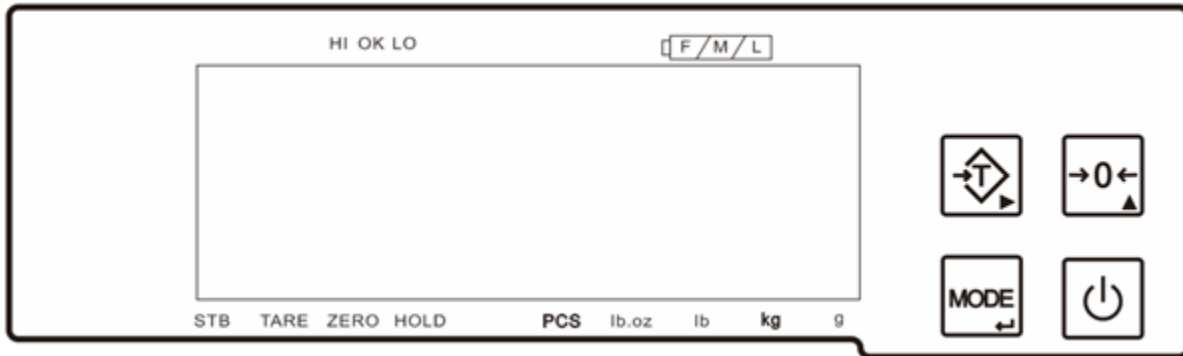 HI OK LO F/M/L
T →0←
MODE
STB TARE ZERO HOLD PCS lb.oz lb kg g